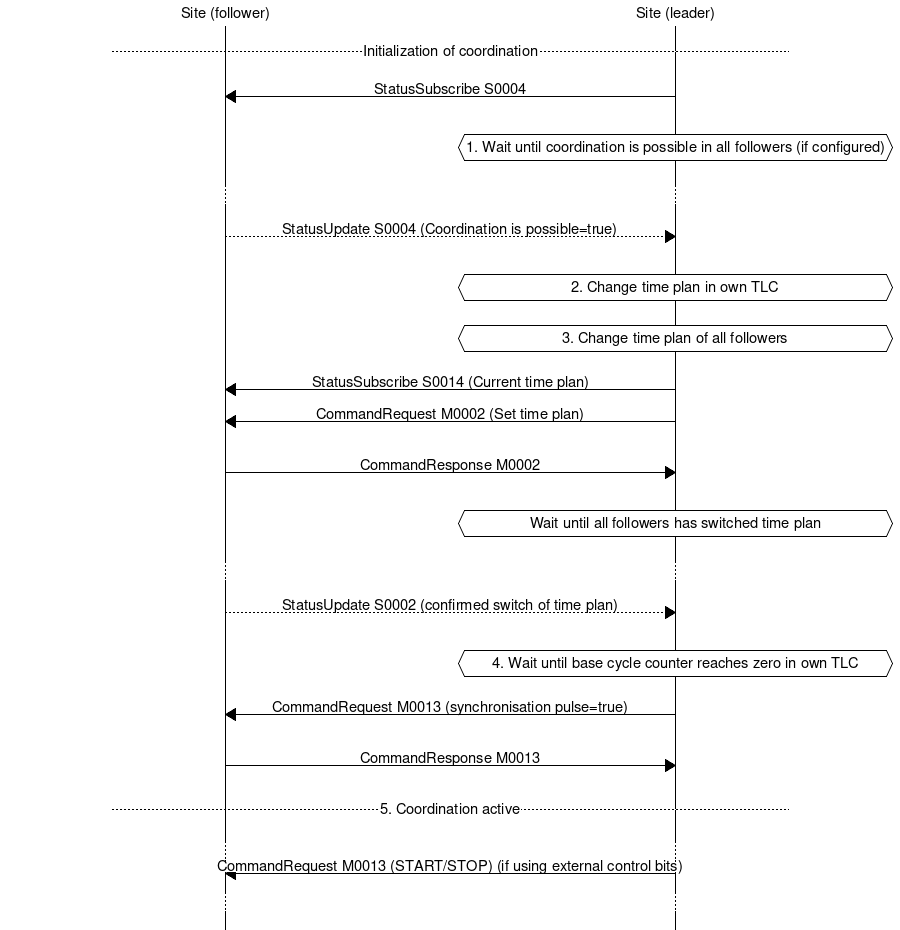 Site (follower)
Site (leader)
Initialization of coordination
StatusSubscribe S0004
1. Wait until coordination is possible in all followers (if configured)
StatusUpdate S0004 (Coordination is possible=true)
2. Change time plan in own TLC
3. Change time plan of all followers
StatusSubscribe S0014 (Current time plan)
CommandRequest M0002 (Set time plan)
CommandResponse M0002
Wait until all followers has switched time plan
StatusUpdate S0002 (confirmed switch of time plan)
4. Wait until base cycle counter reaches zero in own TLC
CommandRequest M0013 (synchronisation pulse=true)
CommandResponse M0013
5. Coordination active
CommandRequest M0013 (START/STOP) (if using external control bits)